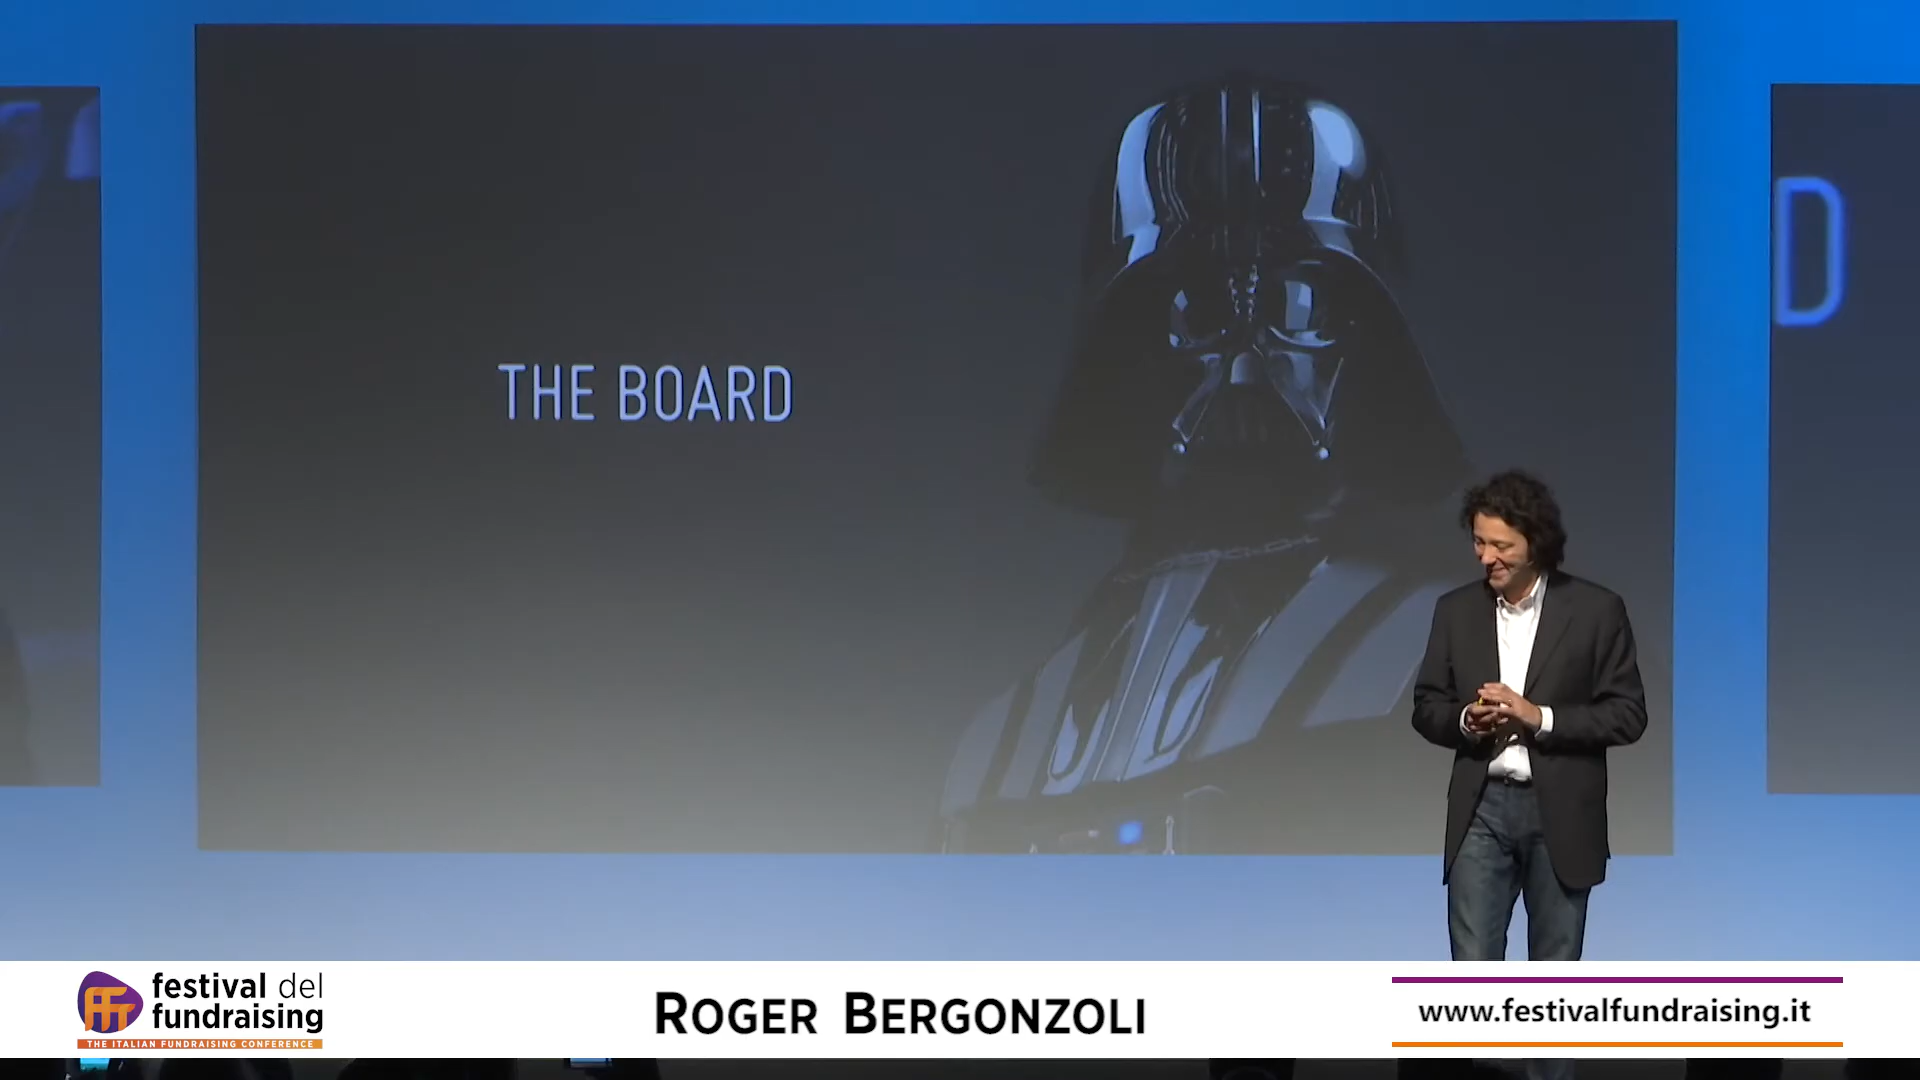 THE BOARD
D
festival del
fundraising
THE ITALIAN FUNDRAISING CONFERENCE
ROGER BERGONZOLI
www.festivalfundraising.it